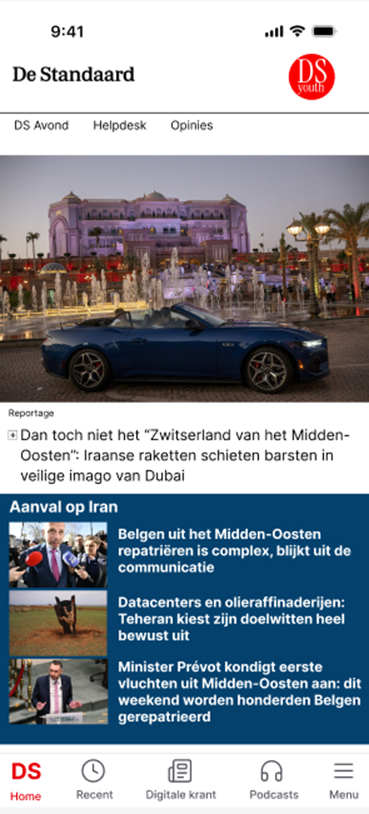 9:41
De Standaard
DS
youth
DS Avond Helpdesk Opinies
Reportage
Dan toch niet het “Zwitserland van het Midden-
Oosten”: Iraanse raketten schieten barsten in
veilige imago van Dubai
Aanval op Iran
Belgen uit het Midden-Oosten
repatriëren is complex, blijkt uit de
communicatie
Datacenters en olieraffinaderijen:
Teheran kiest zijn doelwitten heel
bewust uit
Minister Prévot kondigt eerste
vluchten uit Midden-Oosten aan: dit
weekend worden honderden Belgen
gerepatrieerd
DS
Home Recent Digitale krant Podcasts Menu